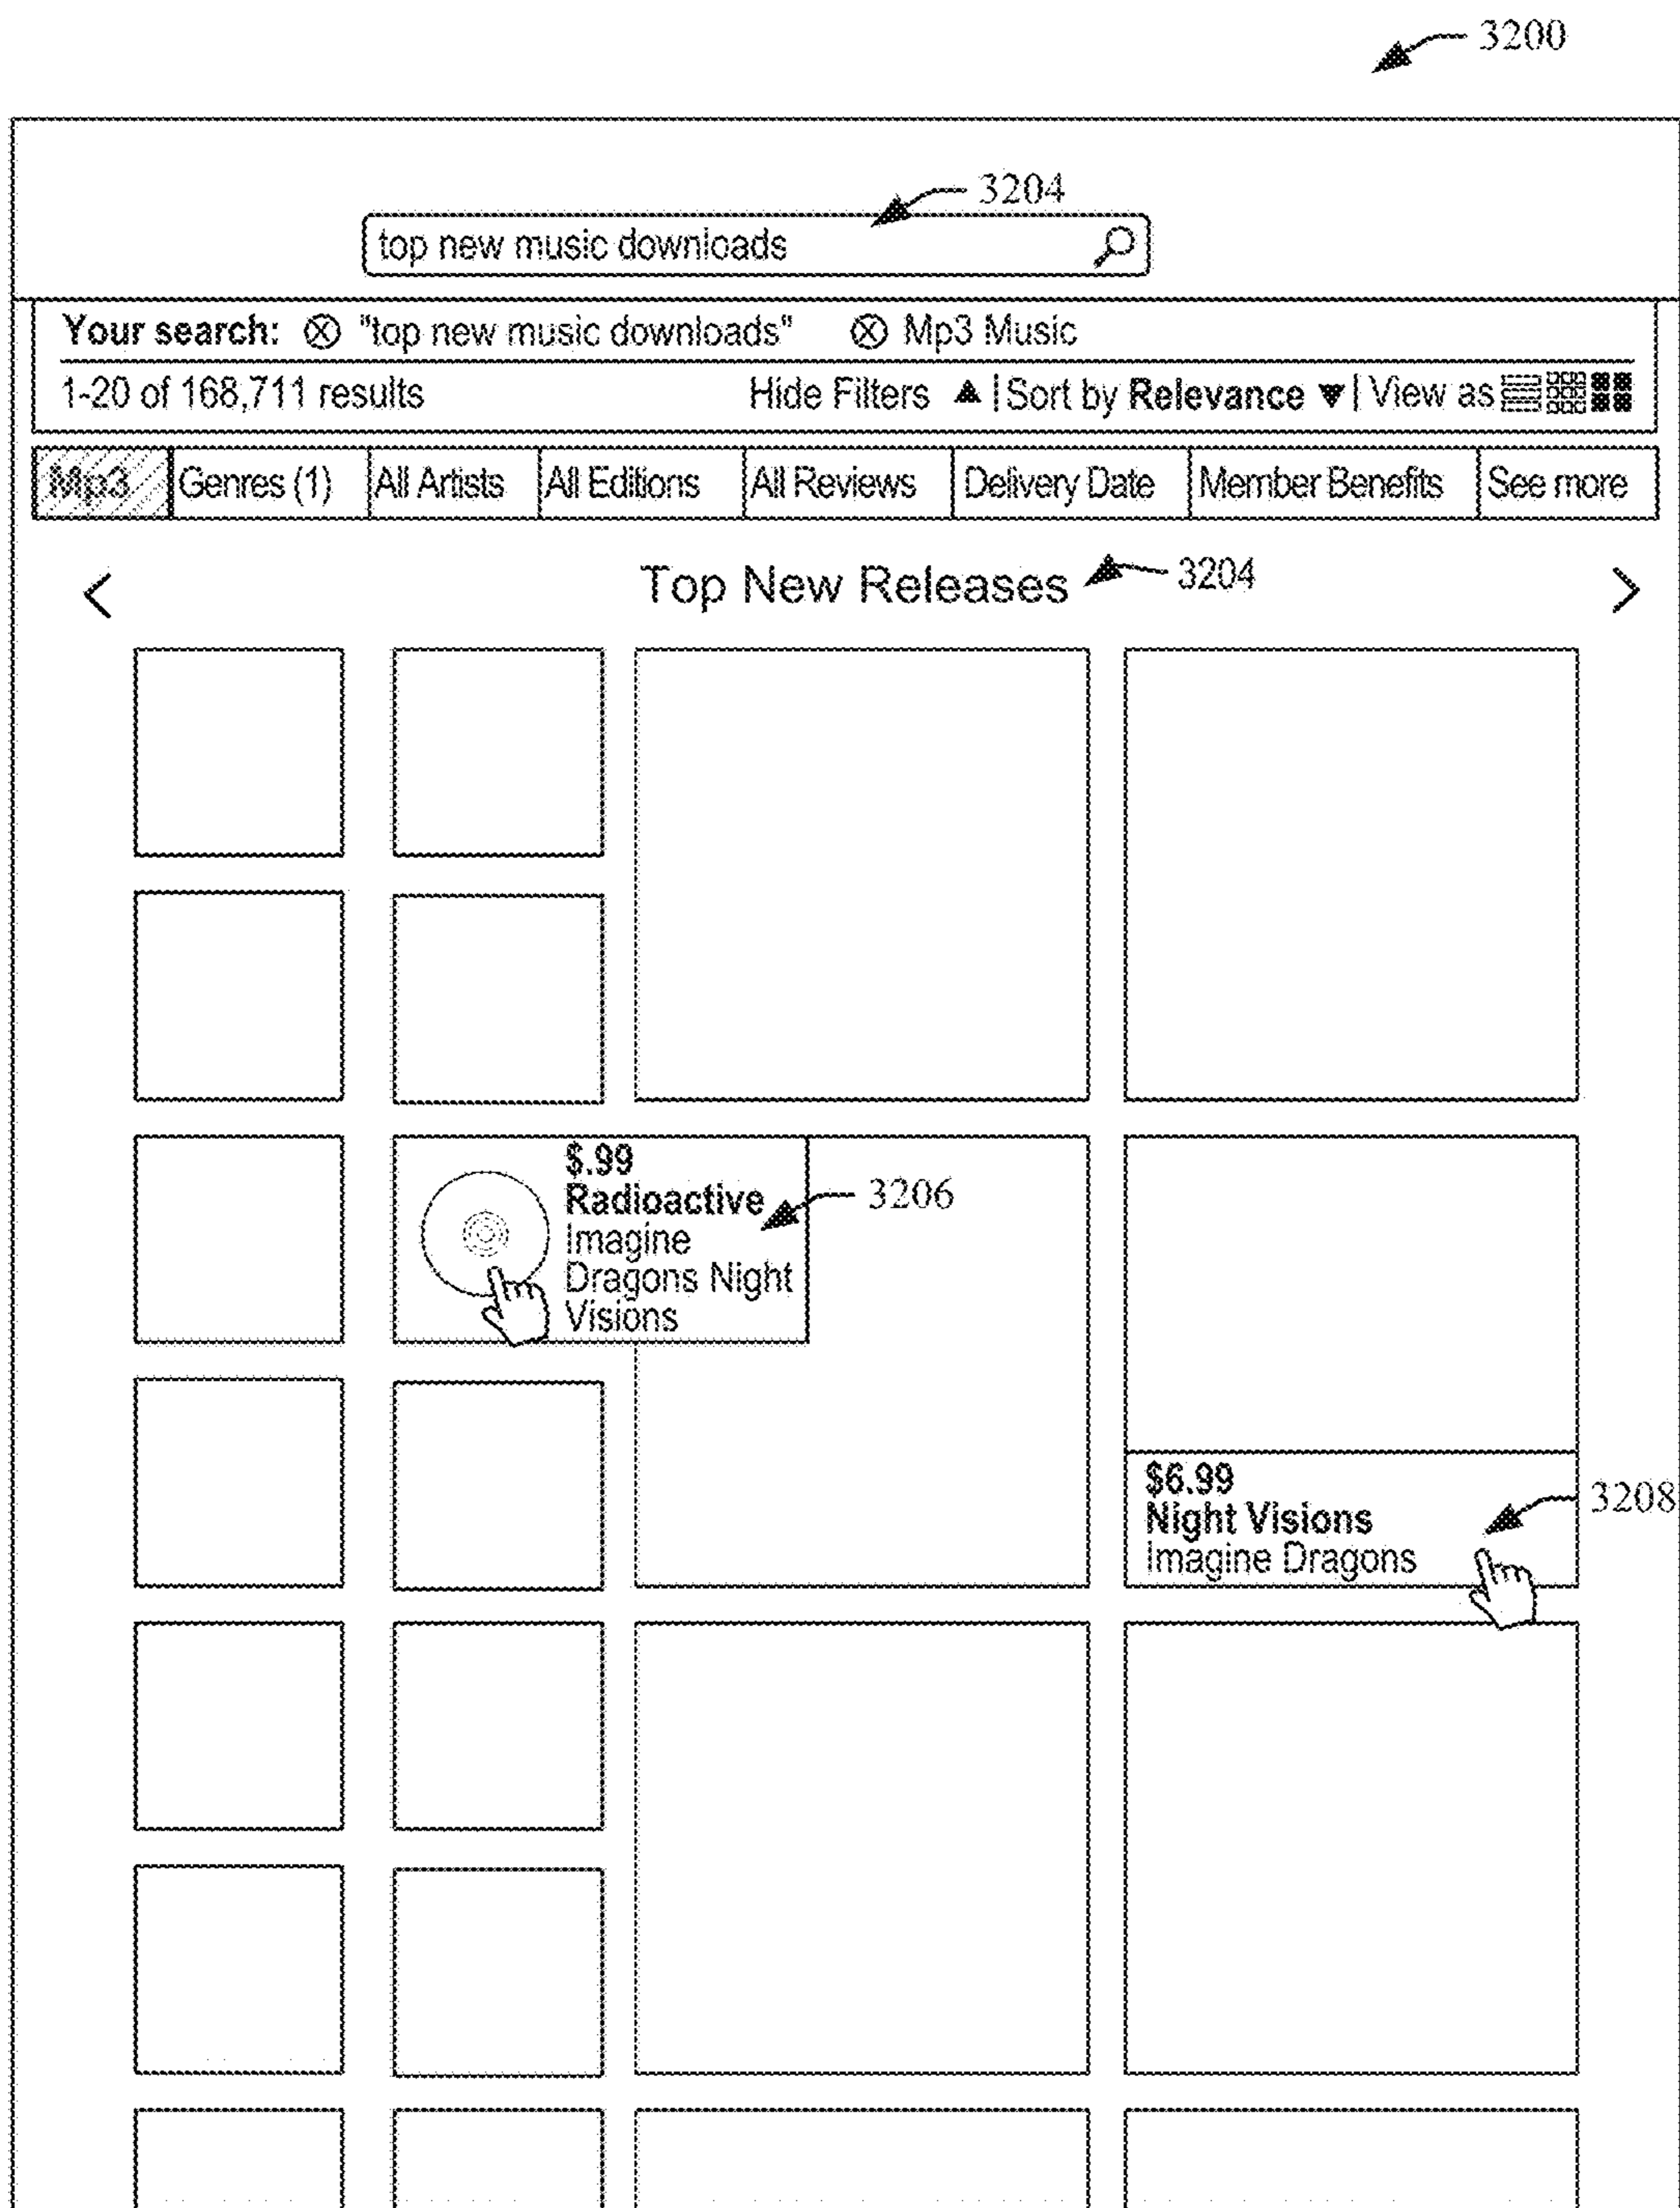 3200
3204
top new music downloads
Your search: ⓧ "top new music downloads" ⓧ Mp3 Music
1-20 of 168,711 results Hide Filters ▲ | Sort by Relevance ▼ | View as
Mp3 Genres (1) All Artists All Editions All Reviews Delivery Date Member Benefits See more
< Top New Releases 3204 >
$.99
Radioactive 3206
Imagine
Dragons Night
Visions
$6.99
3208
Night Visions
Imagine Dragons